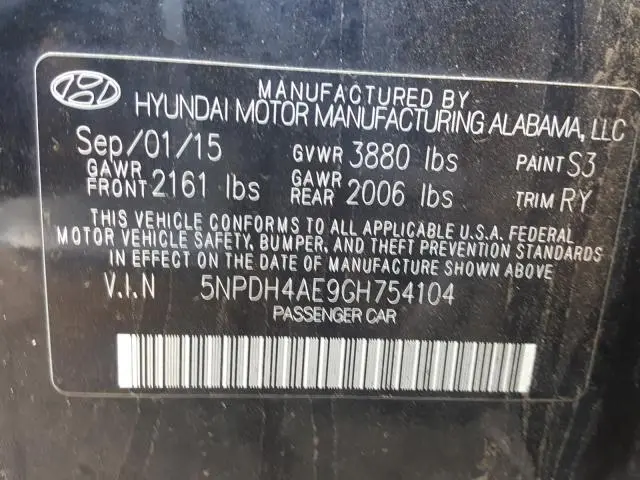 MANUFACTURED BY
HYUNDAI MOTOR MANUFACTURING ALABAMA, LLC
Sep/01/15 GVWR 3880 lbs PAINT S3
GAWR FRONT 2161 lbs GAWR REAR 2006 lbs TRIM RY
THIS VEHICLE CONFORMS TO ALL APPLICABLE U.S.A. FEDERAL
MOTOR VEHICLE SAFETY, BUMPER, AND THEFT PREVENTION STANDARDS
IN EFFECT ON THE DATE OF MANUFACTURE SHOWN ABOVE.
V.I.N 5NPDH4AE9GH754104
PASSENGER CAR